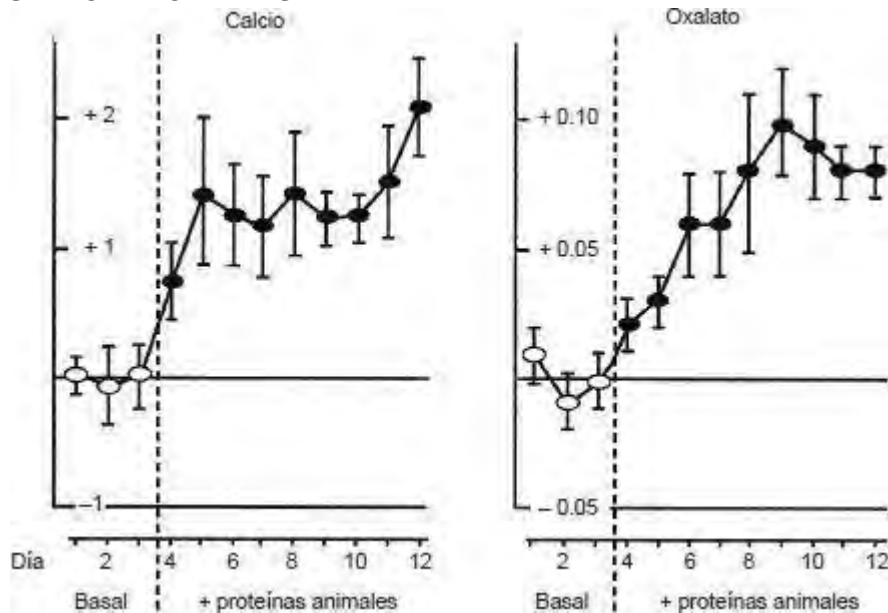 Calcio
+ 2
+ 1
−1
Día
2 4 6 8 10 12
Basal + proteínas animales
Oxalato
+ 0.10
+ 0.05
− 0.05
2 4 6 8 10 12
Basal + proteínas animales